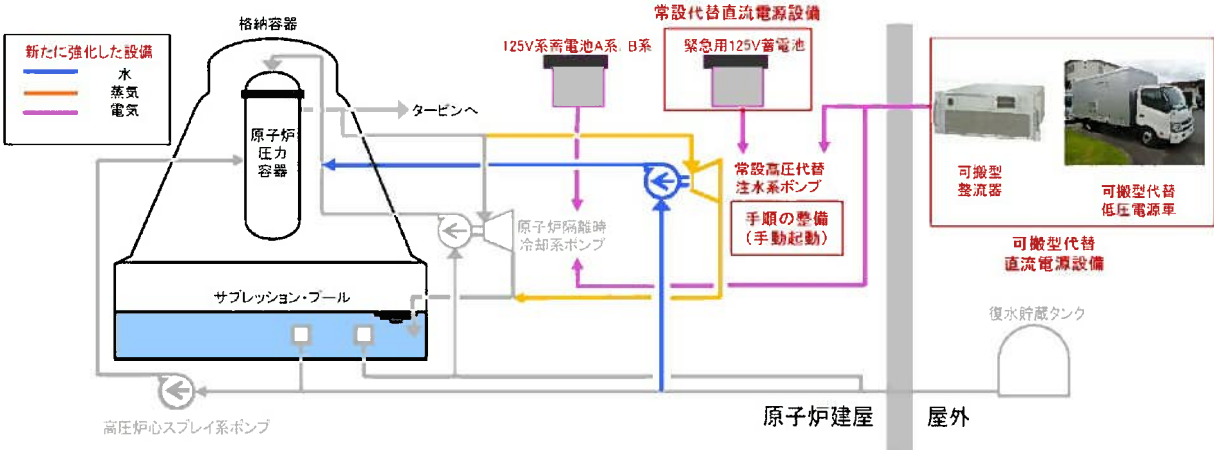 常設代替直流電源設備
格納容器
125V系蓄電池A系、B系
緊急用125V蓄電池
新たに強化した設備
水
蒸気
電気
タービンへ
原子炉
圧力
容器
常設高圧代替
注水系ポンプ
可搬型
整流器
可搬型代替
低圧電源車
手順の整備
(手動起動)
原子炉隔離時
冷却系ポンプ
可搬型代替
直流電源設備
サプレッション・プール
復水貯蔵タンク
原子炉建屋
屋外
高圧炉心スプレイ系ポンプ